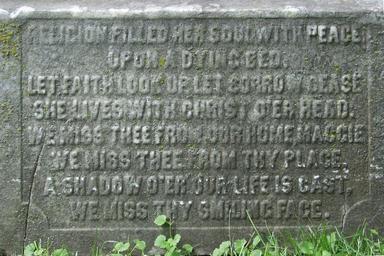 RELIGION FILLED HER SOUL WITH PEACE
UPON A DYING BED.
LET FAITH LOOK UP LET SORROW CEASE
SHE LIVES WITH CHRIST O'ER HEAD.
WE MISS THEE FROM OUR HOME, MAGGIE
WE MISS THEE FROM THY PLACE.
A SHADOW O'ER OUR LIFE IS CAST,
WE MISS THY SMILING FACE.